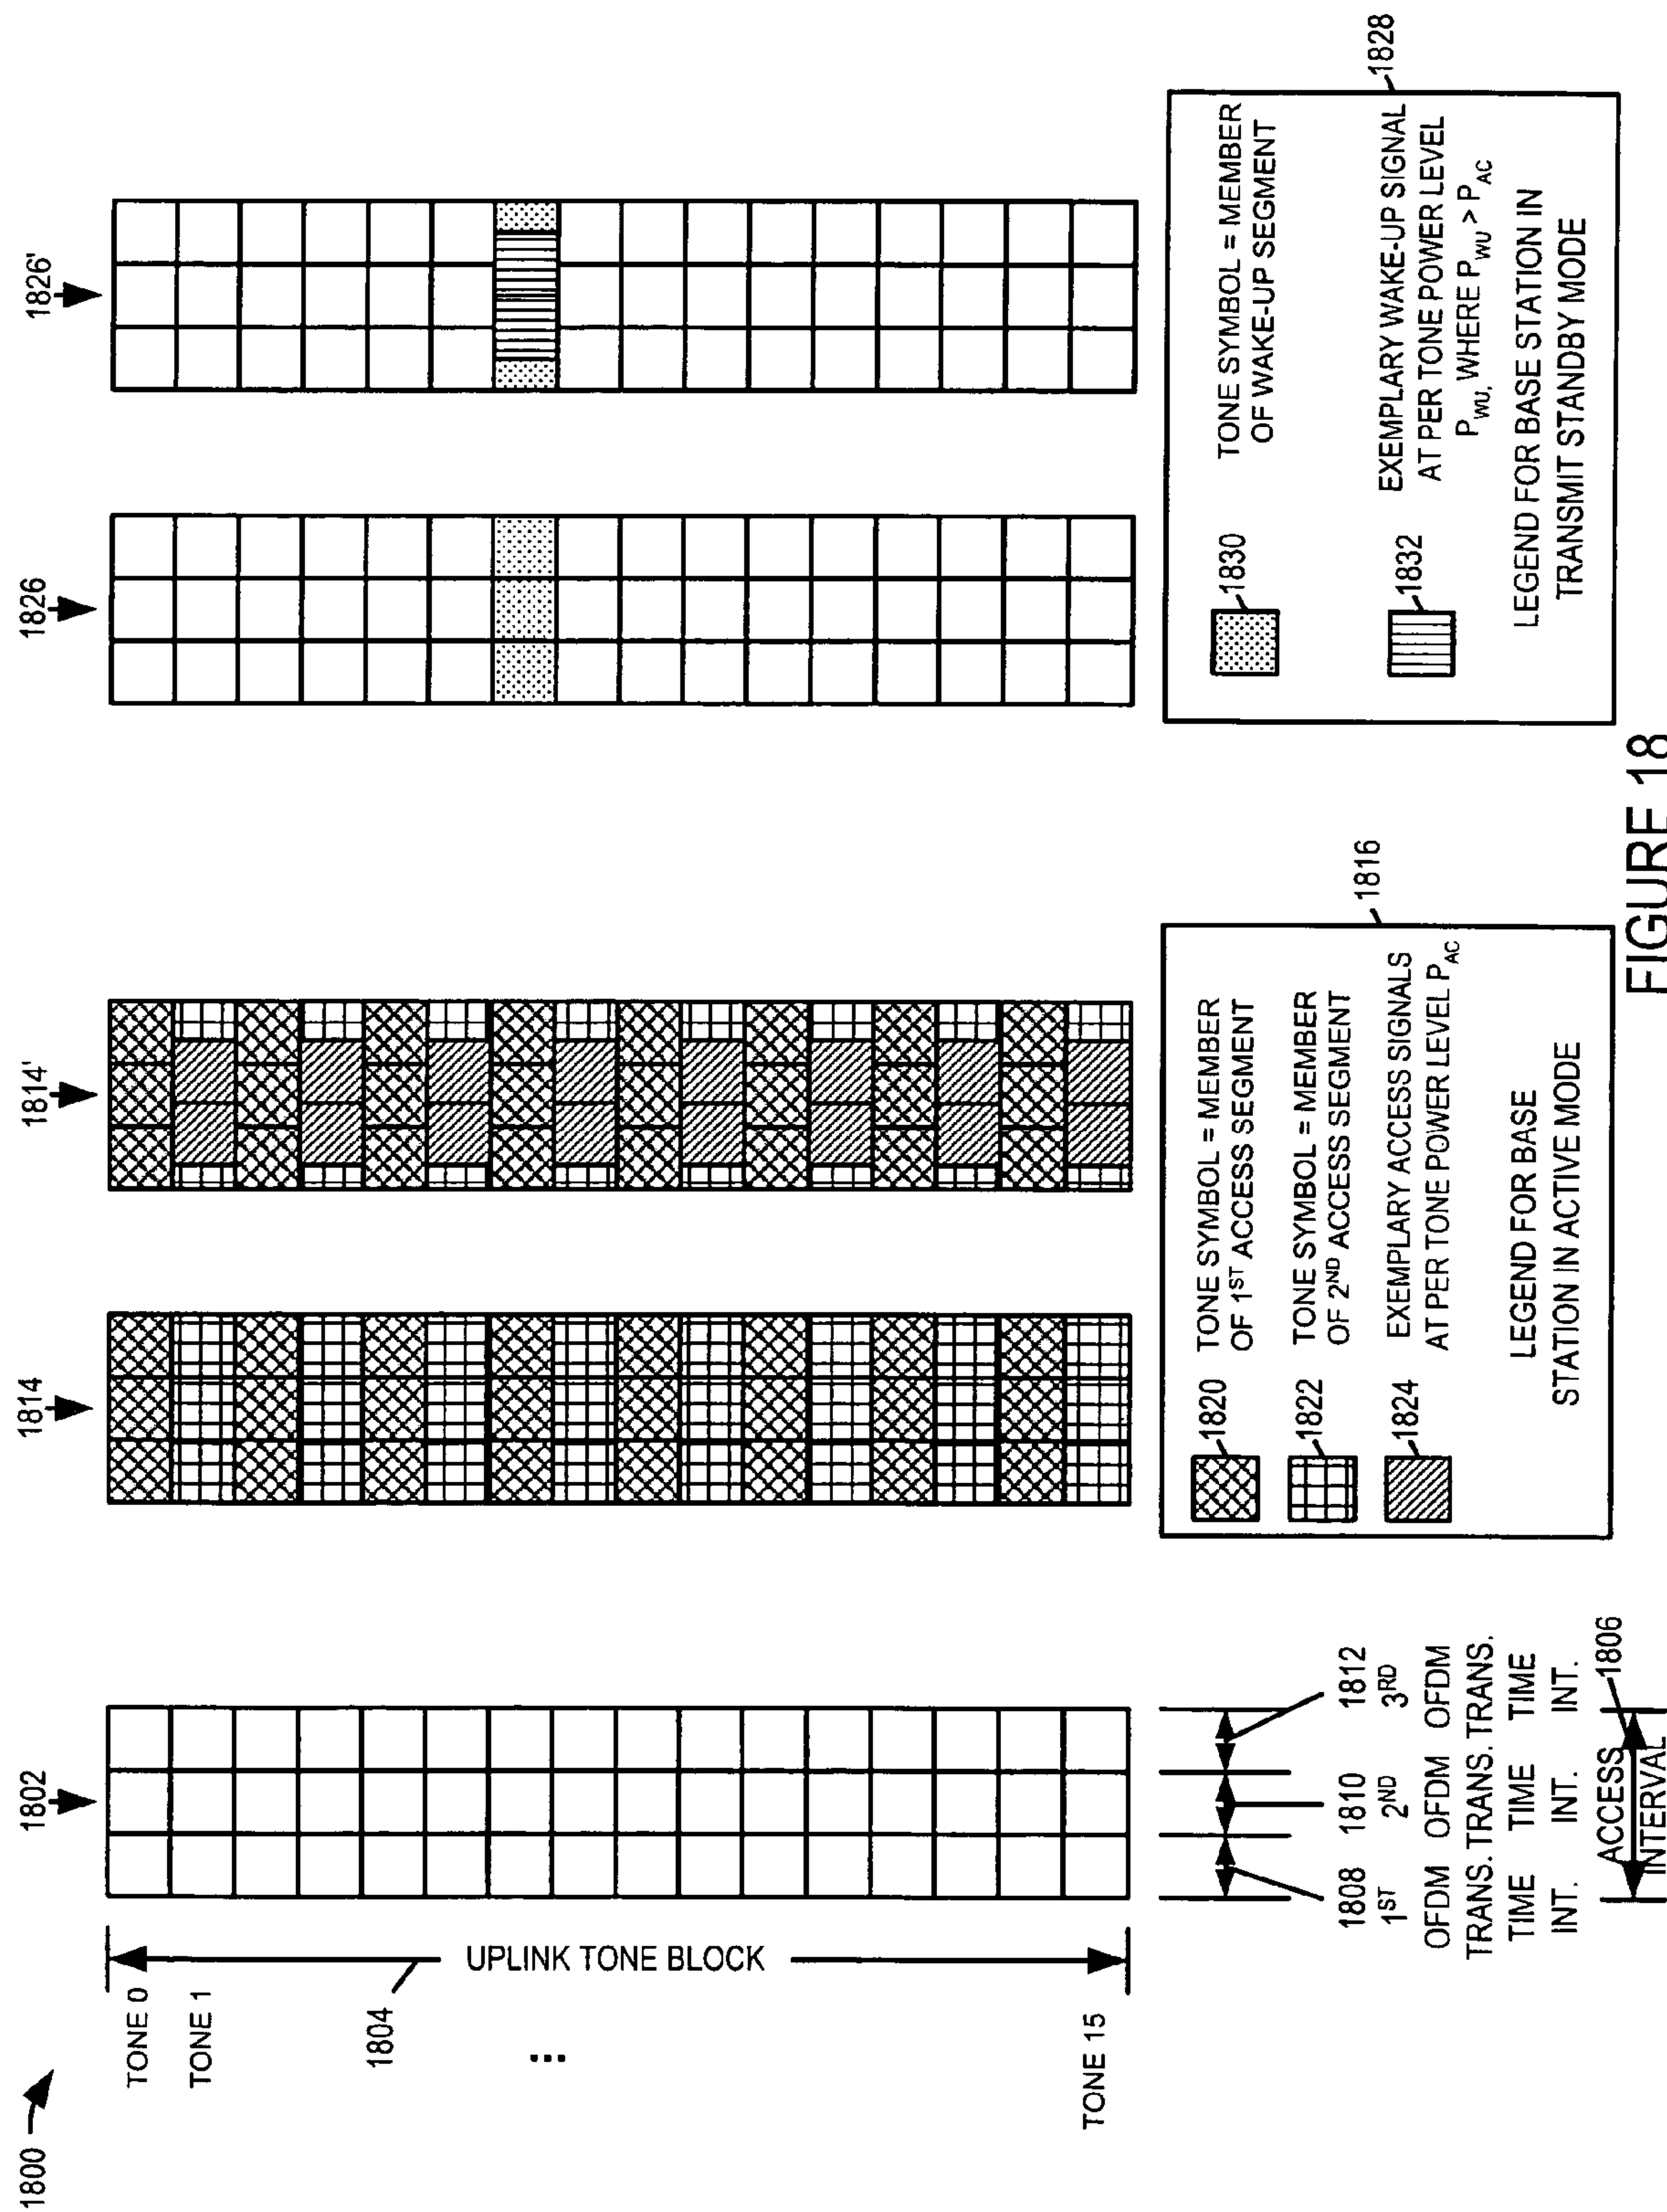 1800
1802
1814
1814'
1826
1826'
TONE 0
TONE 1
1804
...
TONE 15
UPLINK TONE BLOCK
1808
1ST
OFDM
TRANS.
TIME
INT.
1810
2ND
OFDM
TRANS.
TIME
INT.
1812
3RD
OFDM
TRANS.
TIME
INT.
ACCESS
INTERVAL
1806
1816
1820
TONE SYMBOL = MEMBER
OF 1ST ACCESS SEGMENT
1822
TONE SYMBOL = MEMBER
OF 2ND ACCESS SEGMENT
1824
EXEMPLARY ACCESS SIGNALS
AT PER TONE POWER LEVEL PAC
LEGEND FOR BASE
STATION IN ACTIVE MODE
1828
1830
TONE SYMBOL = MEMBER
OF WAKE-UP SEGMENT
1832
EXEMPLARY WAKE-UP SIGNAL
AT PER TONE POWER LEVEL
PWU, WHERE PWU > PAC
LEGEND FOR BASE STATION IN
TRANSMIT STANDBY MODE
FIGURE 18